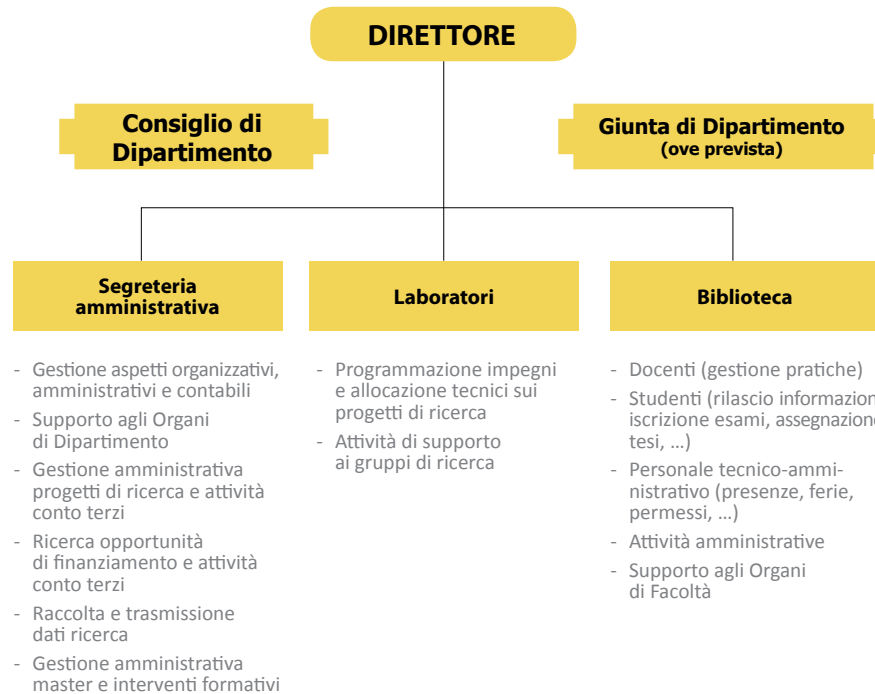 DIRETTORE
Consiglio di
Dipartimento
Giunta di Dipartimento
(ove prevista)
Segreteria
amministrativa
- Gestione aspetti organizzativi,
amministrativi e contabili
- Supporto agli Organi
di Dipartimento
- Gestione amministrativa
progetti di ricerca e attività
conto terzi
- Ricerca opportunità
di finanziamento e attività
conto terzi
- Raccolta e trasmissione
dati ricerca
- Gestione amministrativa
master e interventi formativi
Laboratori
- Programmazione impegni
e allocazione tecnici sui
progetti di ricerca
- Attività di supporto
ai gruppi di ricerca
Biblioteca
- Docenti (gestione pratiche)
- Studenti (rilascio informazion
iscrizione esami, assegnazione
tesi, ...)
- Personale tecnico-ammi-
nistrativo (presenze, ferie,
permessi, ...)
- Attività amministrative
- Supporto agli Organi
di Facoltà